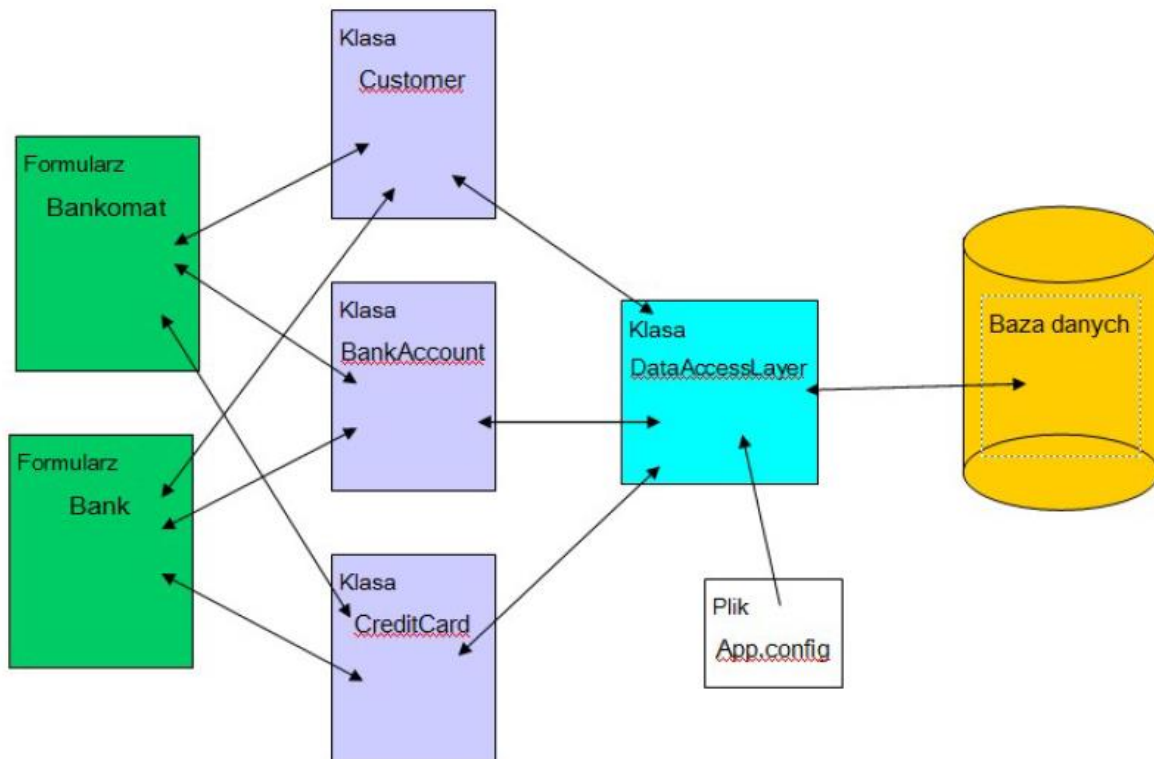 Klasa
Customer
Formularz
Bankomat
Klasa
BankAccount
Klasa
DataAccessLayer
Baza danych
Formularz
Bank
Klasa
CreditCard
Plik
App.config